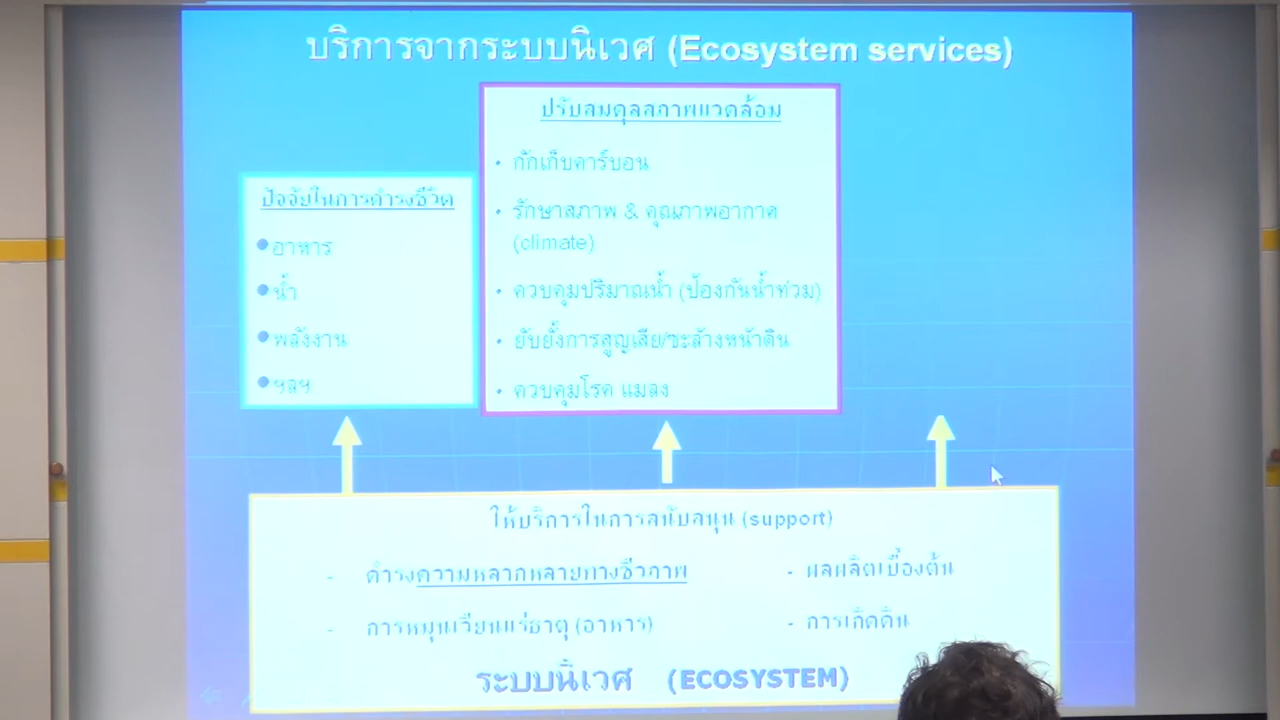 บริการจากระบบนิเวศ (Ecosystem services)
ปัจจัยในการดำรงชีวิต
อาหาร
น้ำ
พลังงาน
ฯลฯ
ปรับสมดุลสภาพแวดล้อม
• กักเก็บคาร์บอน
• รักษาสภาพ & คุณภาพอากาศ
(climate)
• ควบคุมปริมาณน้ำ (ป้องกันน้ำท่วม)
• ยับยั้งการสูญเสีย/ชะล้างหน้าดิน
• ควบคุมโรค แมลง
ให้บริการในการสนับสนุน (support)
- ดำรงความหลากหลายทางชีวภาพ
- ผลผลิตเบื้องต้น
- การหมุนเวียนแร่ธาตุ (อาหาร)
- การเกิดดิน
ระบบนิเวศ (ECOSYSTEM)